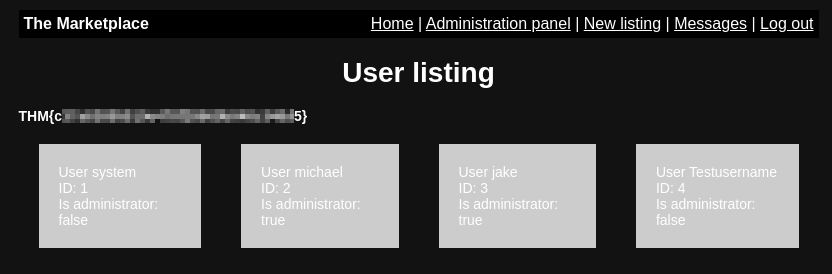 The Marketplace Home | Administration panel | New listing | Messages | Log out
User listing
THM{c 5}
User system
ID: 1
Is administrator:
false
User michael
ID: 2
Is administrator:
true
User jake
ID: 3
Is administrator:
true
User Testusername
ID: 4
Is administrator:
false